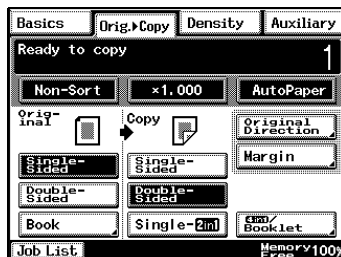 Basics Orig.▶Copy Density Auxiliary
Ready to copy 1
Non-Sort ×1.000 AutoPaper
Orig-
inal Copy
Original
Direction
Single-
Sided
Single-
Sided
Margin
Double-
Sided
Double-
Sided
Book Single-2in1
4in1/
Booklet
Job List
Memory
Free 100%